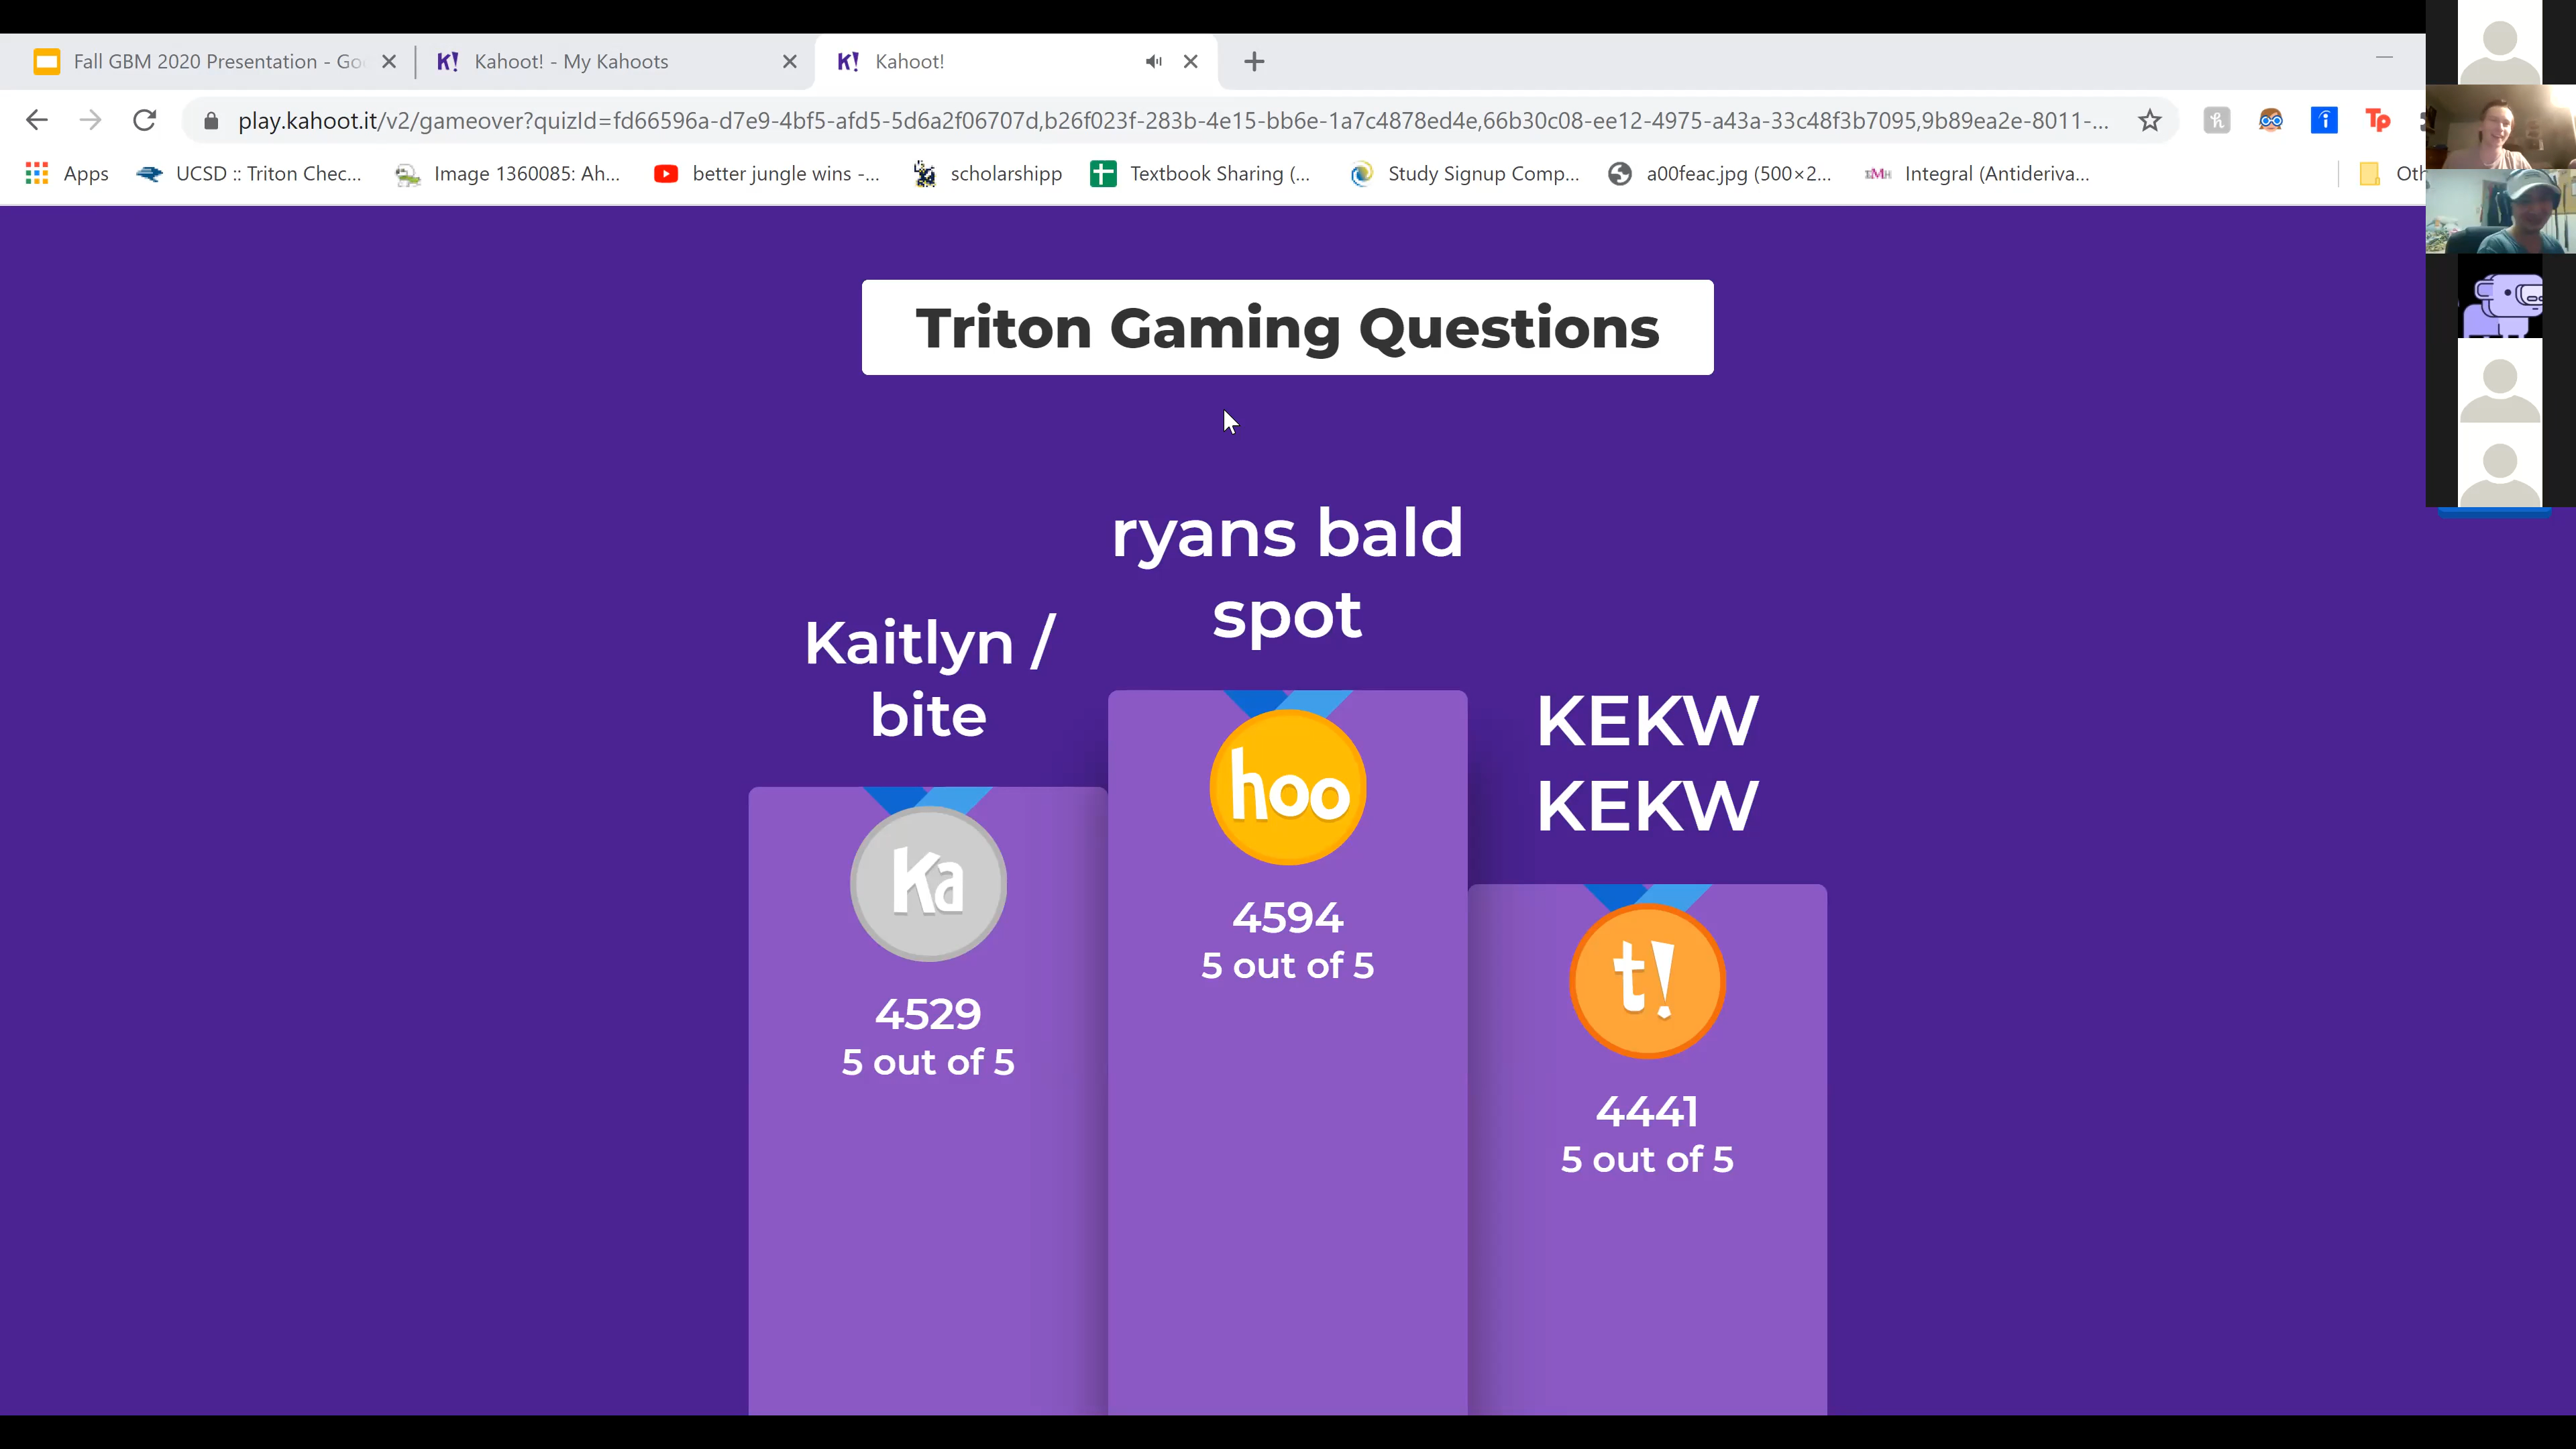 Fall GBM 2020 Presentation - Goo
Kahoot! - My Kahoots
Kahoot!
play.kahoot.it/v2/gameover?quizId=fd66596a-d7e9-4bf5-afd5-5d6a2f06707d,b26f023f-283b-4e15-bb6e-1a7c4878ed4e,66b30c08-ee12-4975-a43a-33c48f3b7095,9b89ea2e-8011-...
Apps
UCSD :: Triton Chec...
Image 1360085: Ah...
better jungle wins -...
scholarshipp
Textbook Sharing (...
Study Signup Comp...
a00feac.jpg (500×2...
Integral (Antideriva...
Oth
Triton Gaming Questions
ryans bald
spot
Kaitlyn /
bite
KEKW
KEKW
hoo
4594
5 out of 5
Ka
4529
5 out of 5
t!
4441
5 out of 5